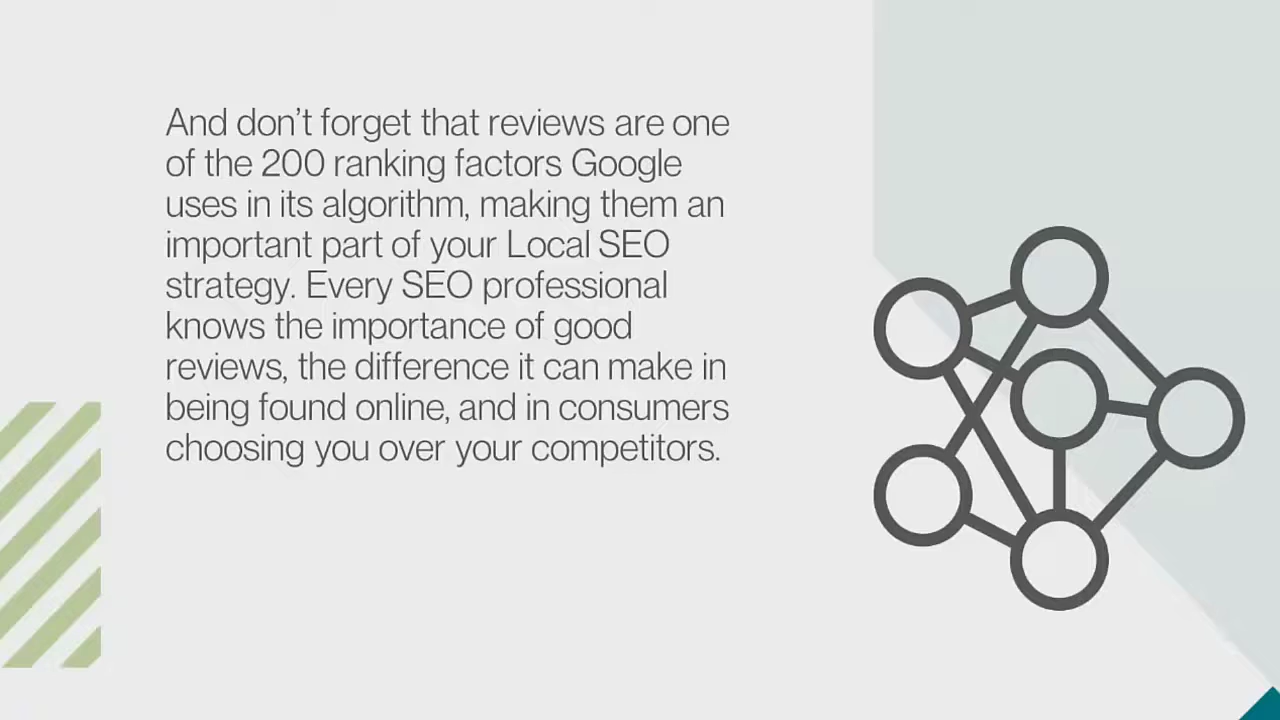 And don’t forget that reviews are one
of the 200 ranking factors Google
uses in its algorithm, making them an
important part of your Local SEO
strategy. Every SEO professional
knows the importance of good
reviews, the difference it can make in
being found online, and in consumers
choosing you over your competitors.